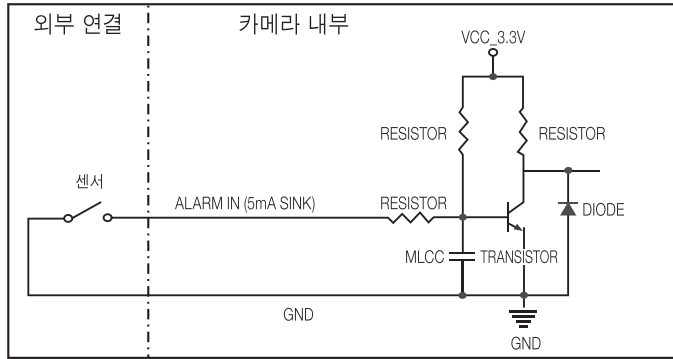 외부 연결
카메라 내부
VCC_3.3V
RESISTOR
RESISTOR
센서
ALARM IN (5mA SINK)
RESISTOR
DIODE
MLCC
TRANSISTOR
GND
GND